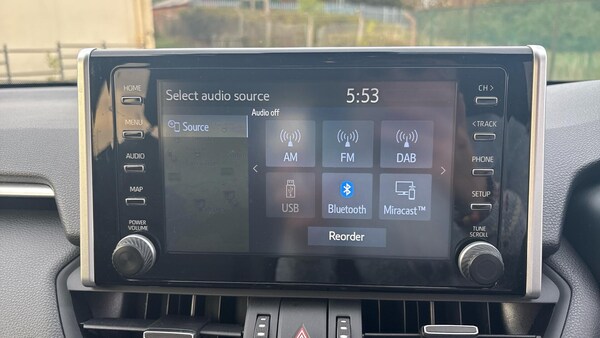 HOME
MENU
AUDIO
MAP
POWER
VOLUME
Select audio source
5:53
Source
Audio off
AM
FM
DAB
USB
Bluetooth
Miracast™
Reorder
CH >
< TRACK
PHONE
SETUP
TUNE
SCROLL